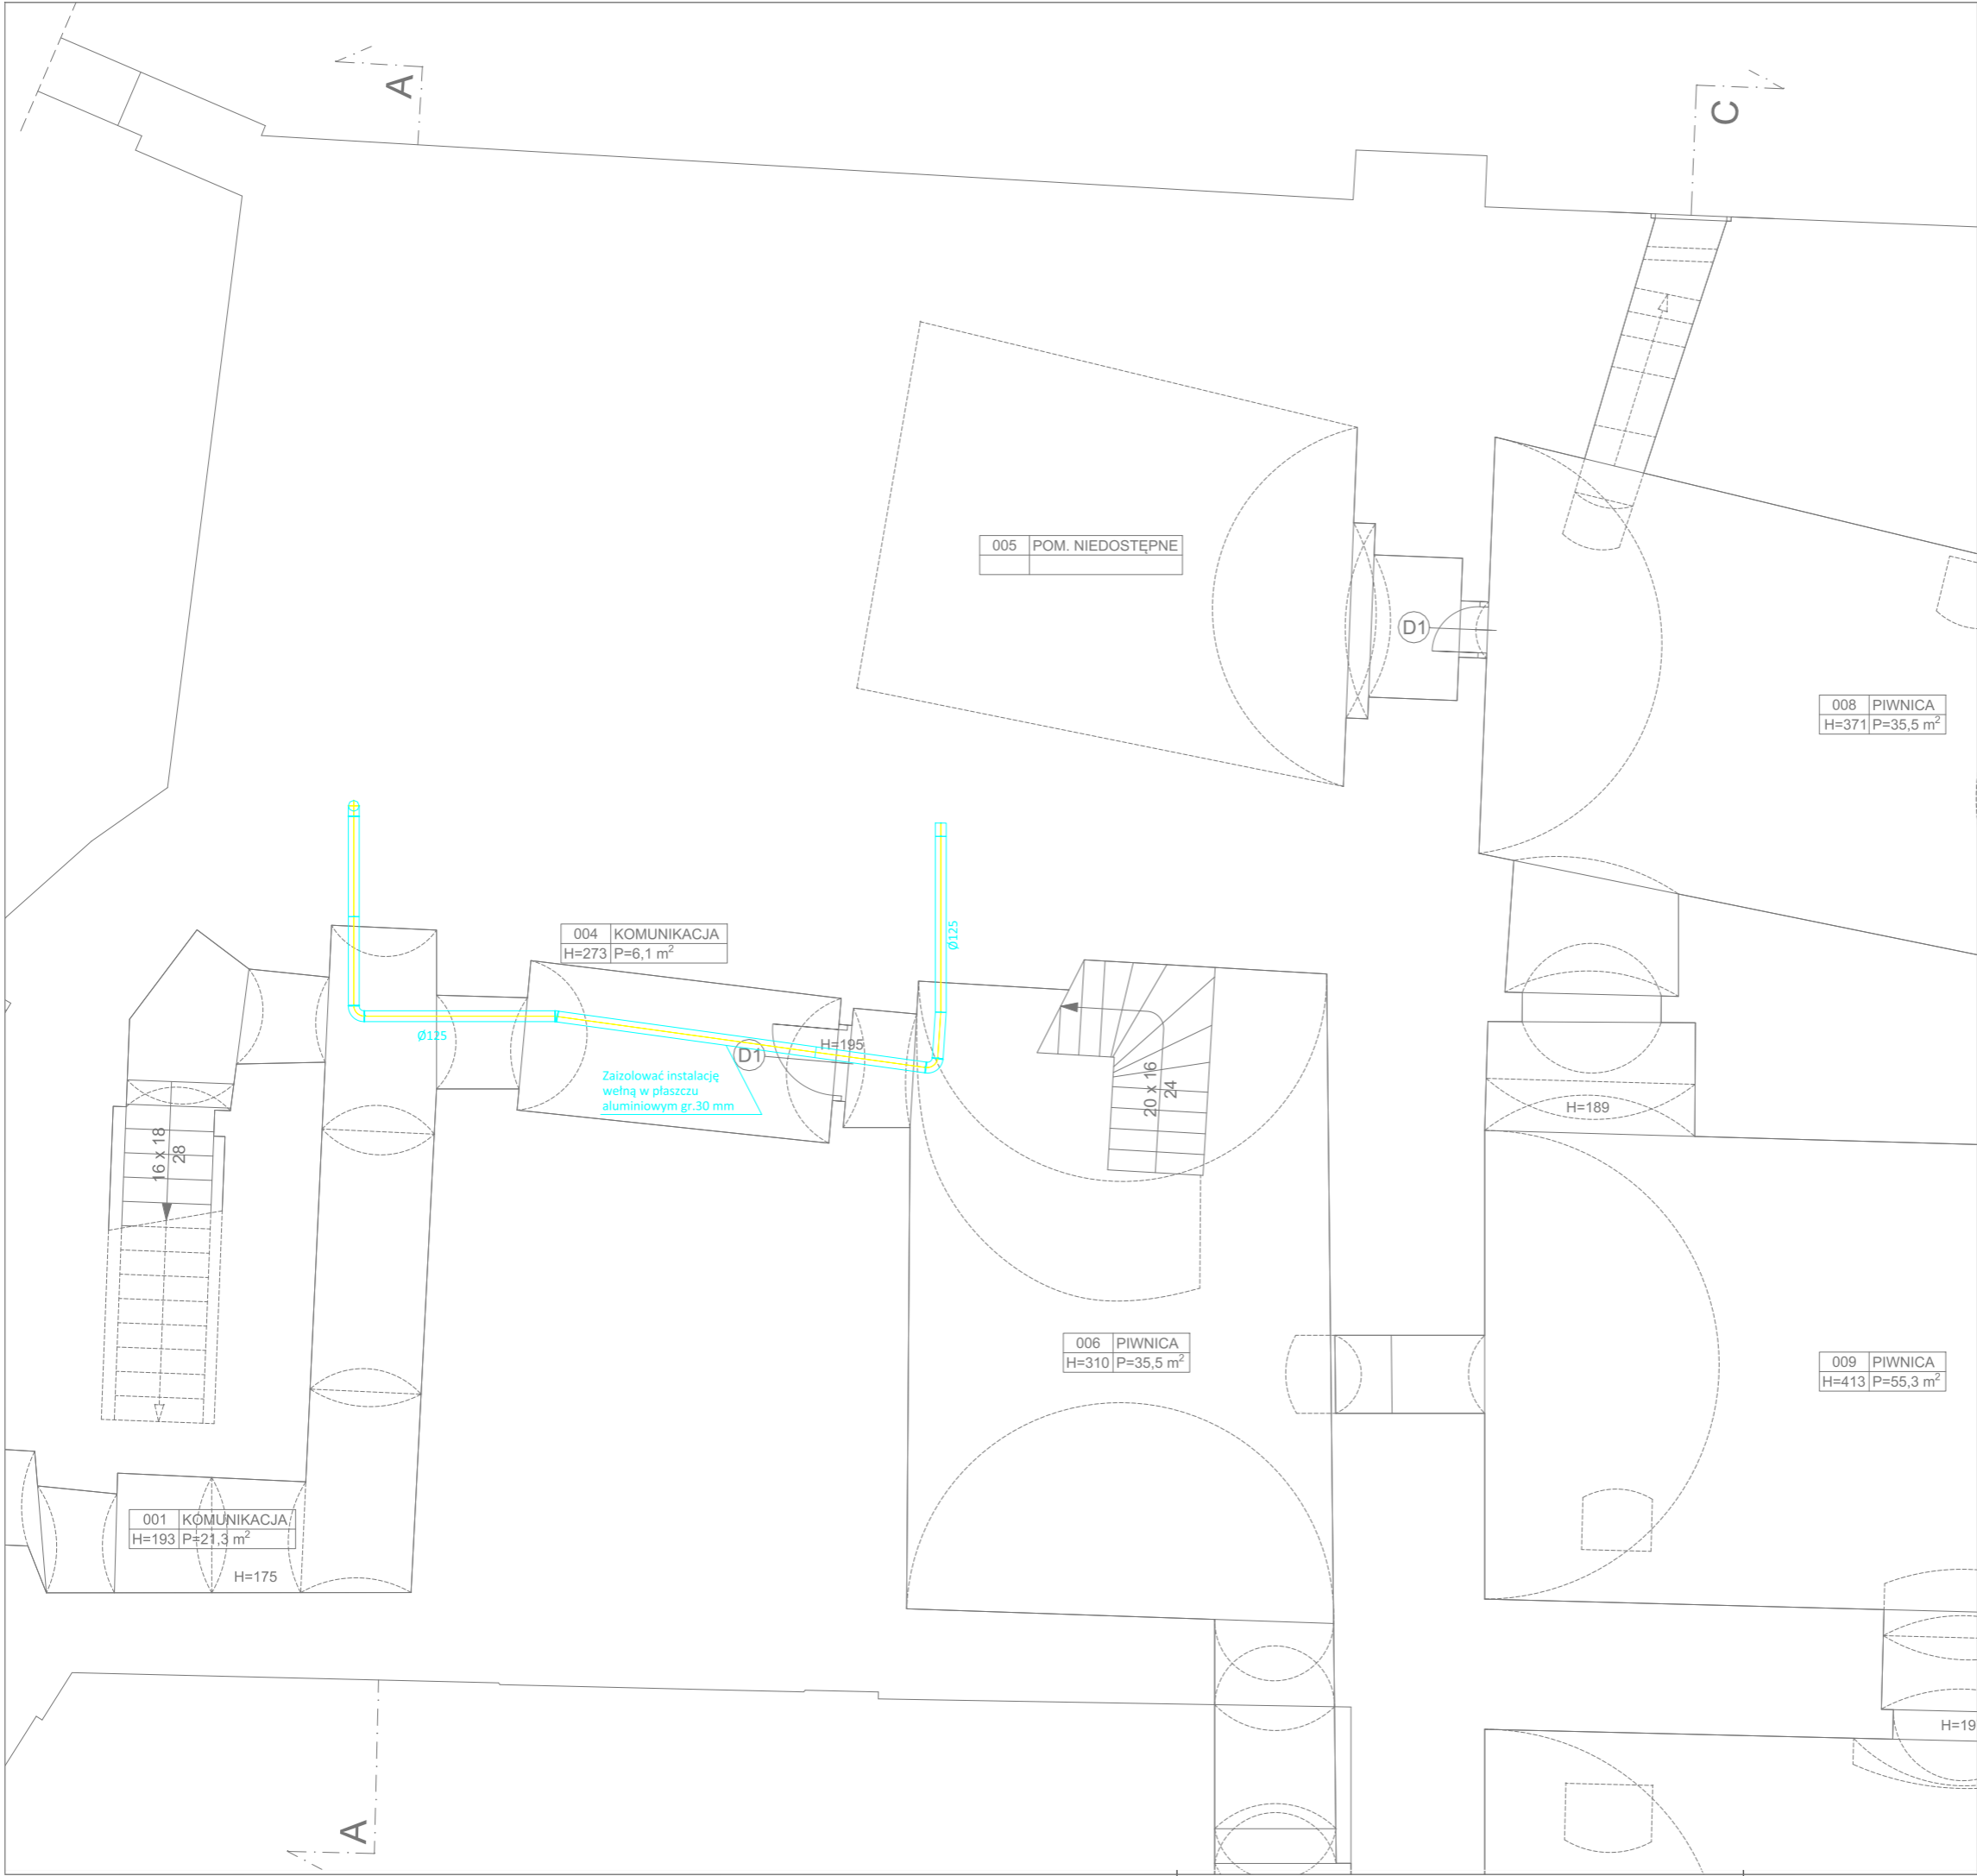 A
C
005 POM. NIEDOSTĘPNE
D1
008 PIWNICA
H=371 P=35,5 m²
004 KOMUNIKACJA
H=273 P=6,1 m²
Ø125
Ø125
H=195
D1
Zaizolować instalację
wełną w płaszczu
aluminiowym gr.30 mm
20 x 16
24
H=189
16 x 18
28
006 PIWNICA
H=310 P=35,5 m²
009 PIWNICA
H=413 P=55,3 m²
001 KOMUNIKACJA
H=193 P=21,3 m²
H=175
H=19
A